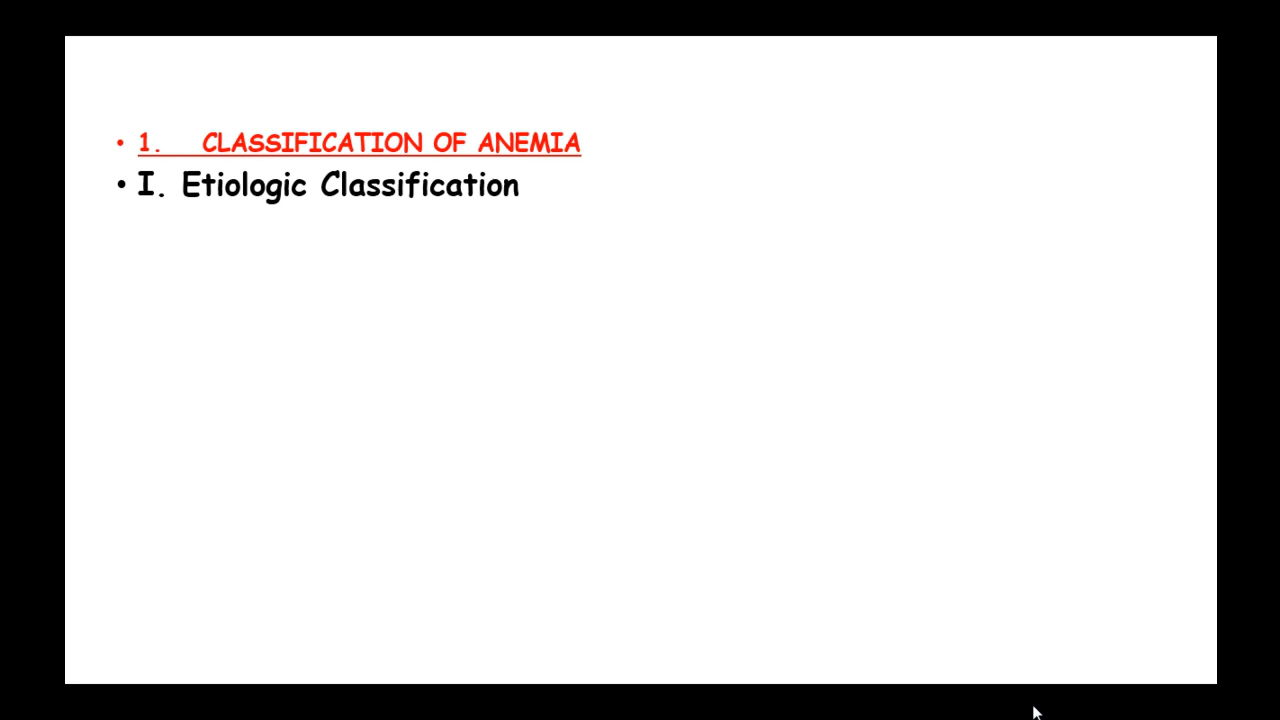 • 1. CLASSIFICATION OF ANEMIA
• I. Etiologic Classification